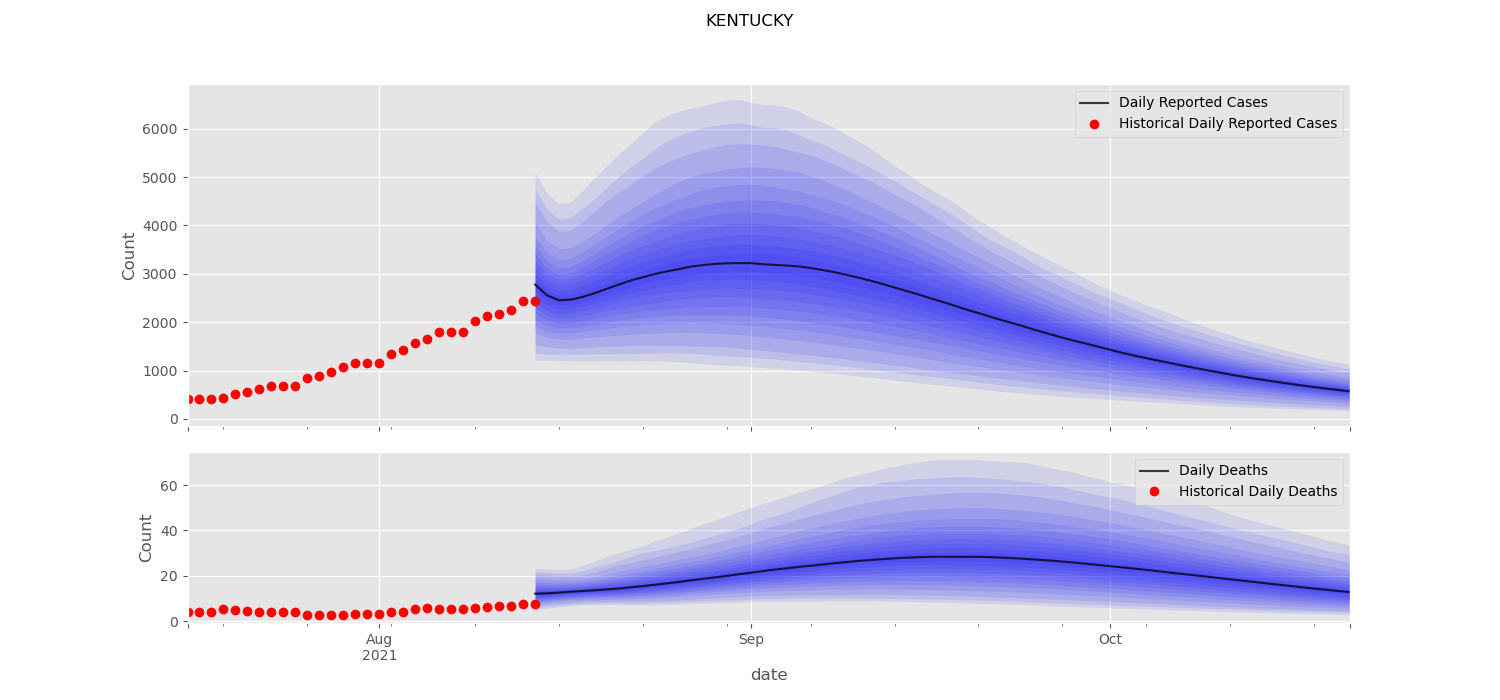 KENTUCKY
Daily Reported Cases
Historical Daily Reported Cases
6000
5000
4000
3000
2000
1000
0
Count
Daily Deaths
Historical Daily Deaths
60
40
20
0
Count
Aug
2021
Sep
Oct
date